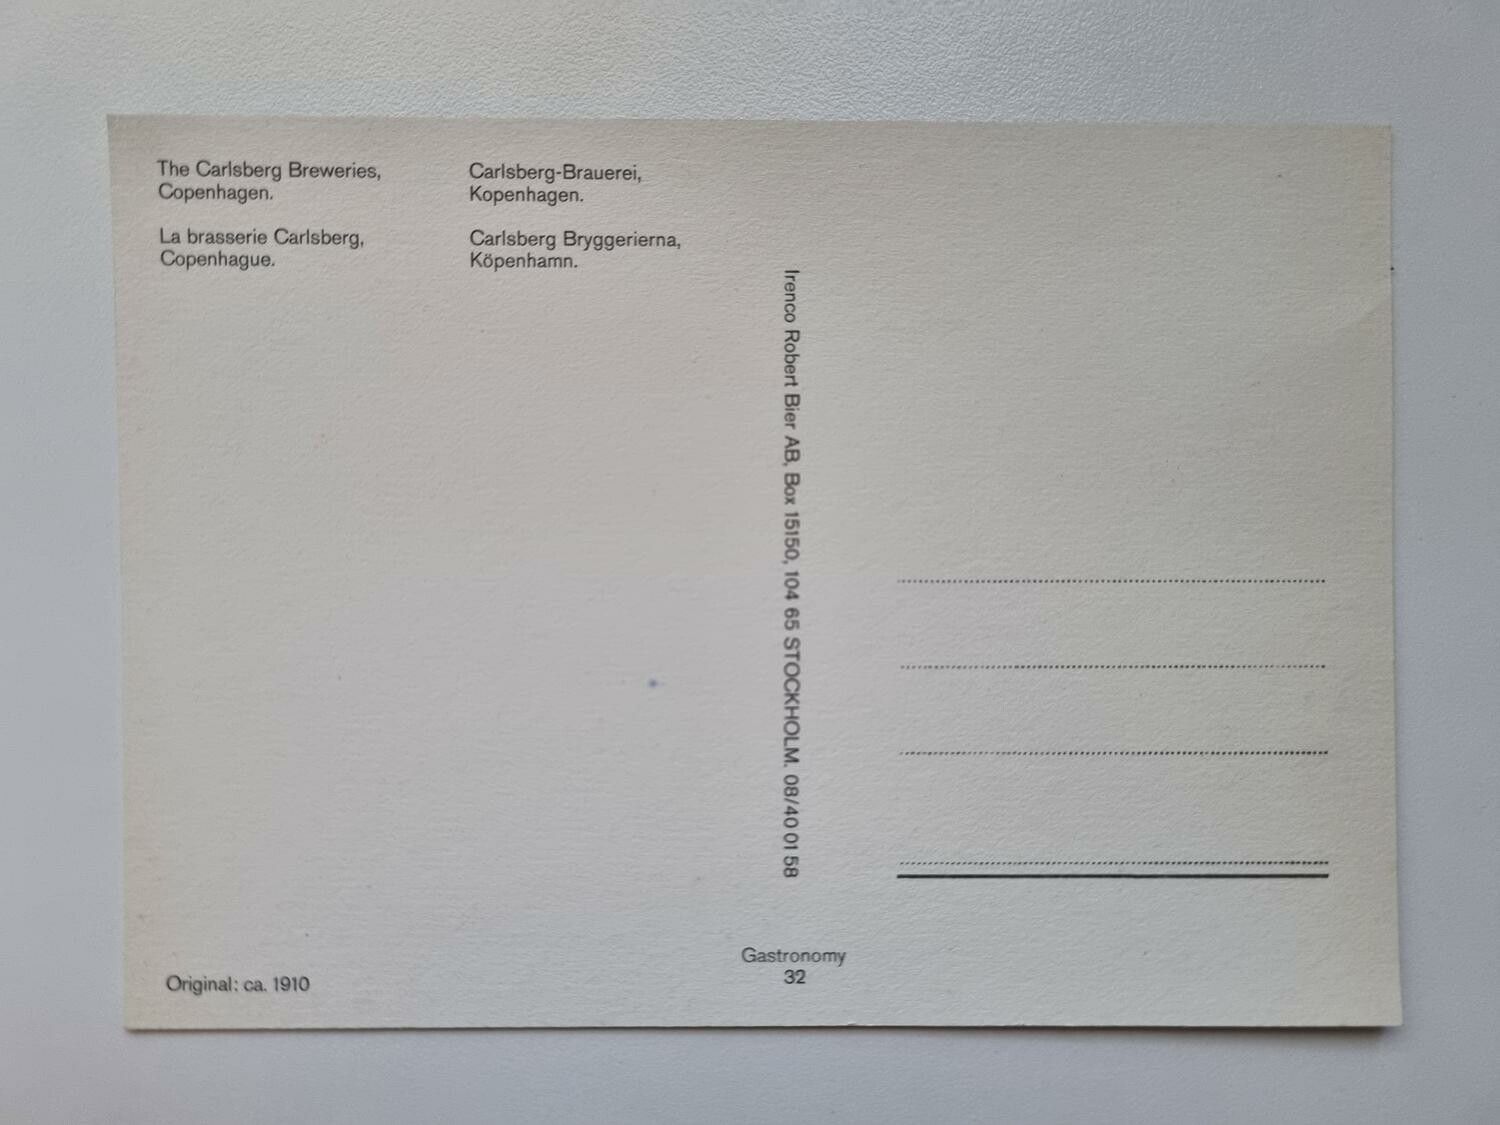 The Carlsberg Breweries,
Copenhagen.
La brasserie Carlsberg,
Copenhague.
Carlsberg-Brauerei,
Kopenhagen.
Carlsberg Bryggerierna,
Köpenhamn.
Irenco Robert Bier AB, Box 15150, 104 65 STOCKHOLM. 08/40 01 58
Original: ca. 1910
Gastronomy
32